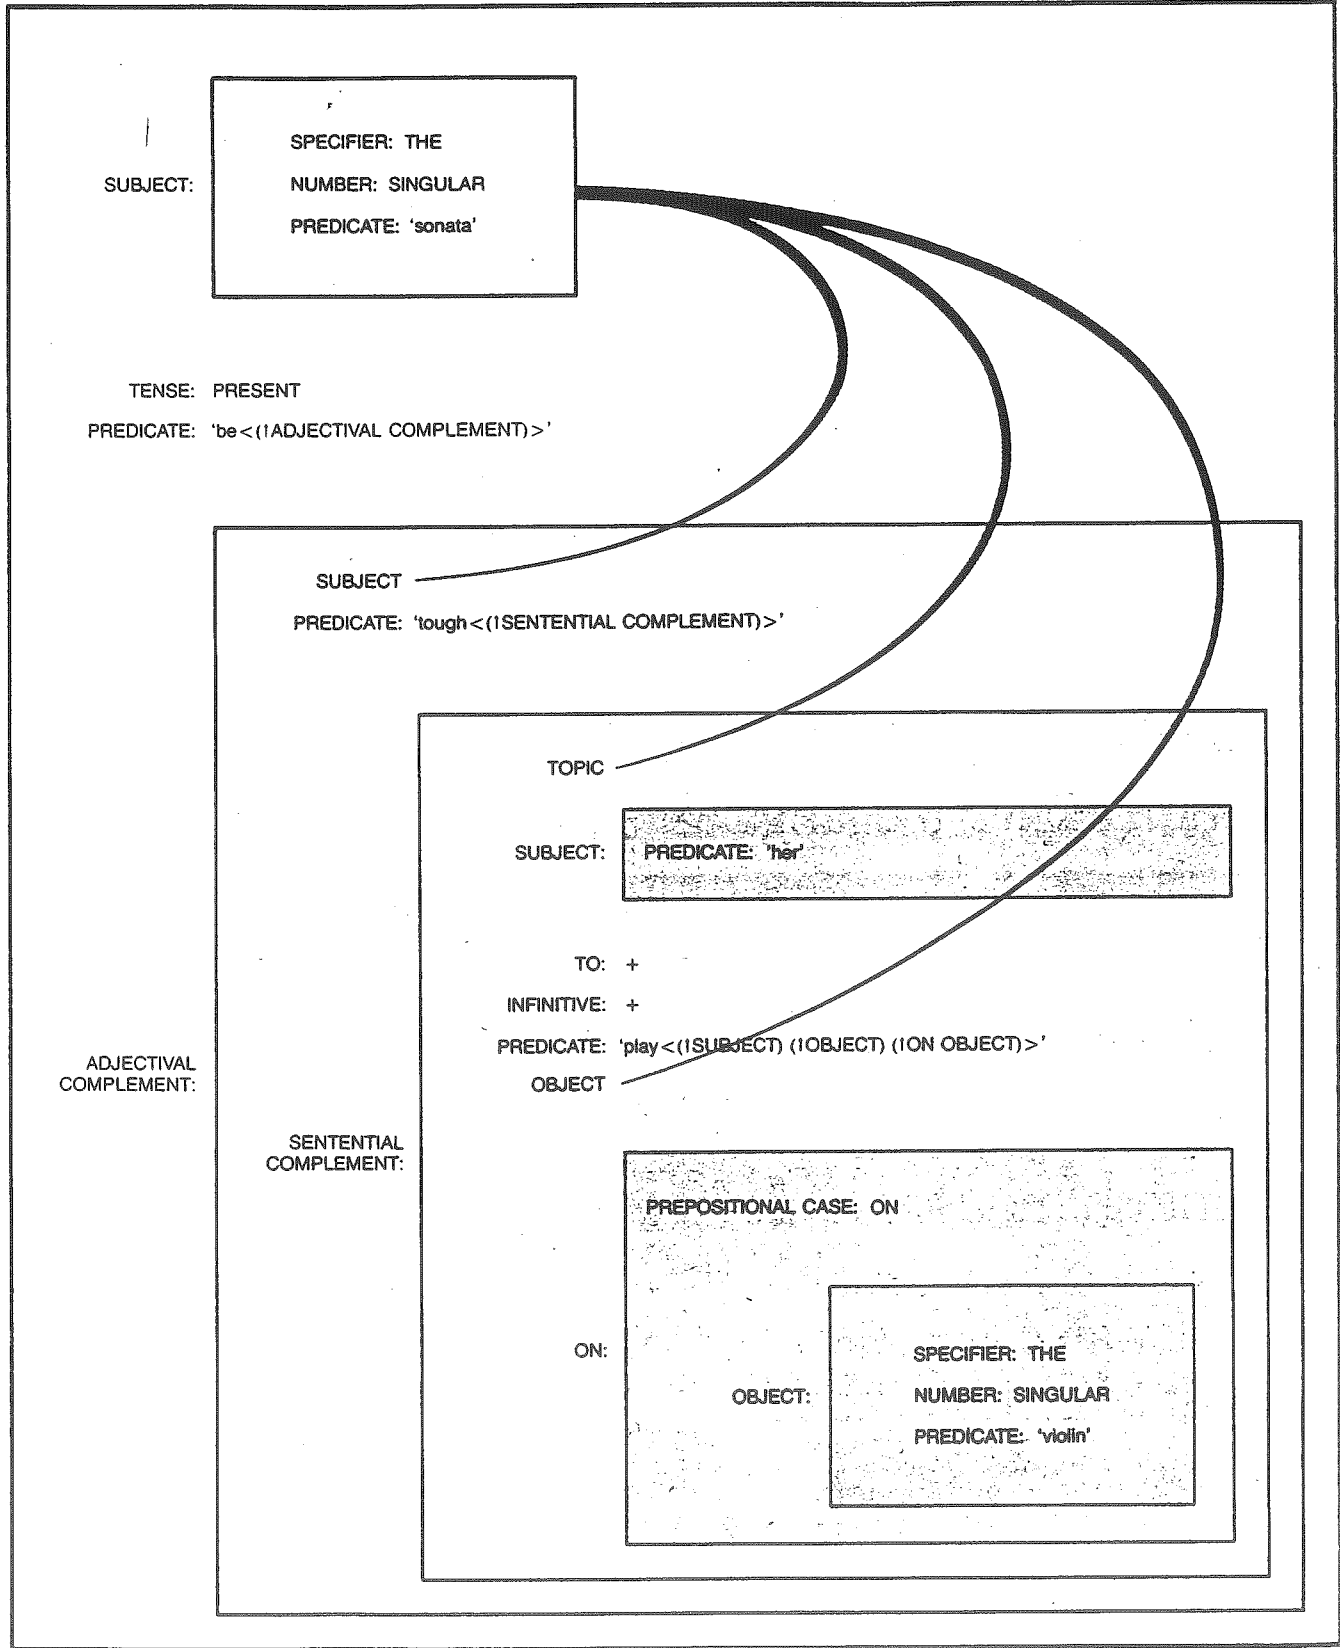 SPECIFIER: THE
SUBJECT: NUMBER: SINGULAR
PREDICATE: 'sonata'
TENSE: PRESENT
PREDICATE: 'be<(↑ADJECTIVAL COMPLEMENT)>'
SUBJECT
PREDICATE: 'tough<(↑SENTENTIAL COMPLEMENT)>'
TOPIC
SUBJECT: PREDICATE: 'her'
TO: +
INFINITIVE: +
PREDICATE: 'play<(↑SUBJECT) (↑OBJECT) (↑ON OBJECT)>'
ADJECTIVAL
COMPLEMENT:
OBJECT
SENTENTIAL
COMPLEMENT:
PREPOSITIONAL CASE: ON
ON:
SPECIFIER: THE
OBJECT: NUMBER: SINGULAR
PREDICATE: 'violin'